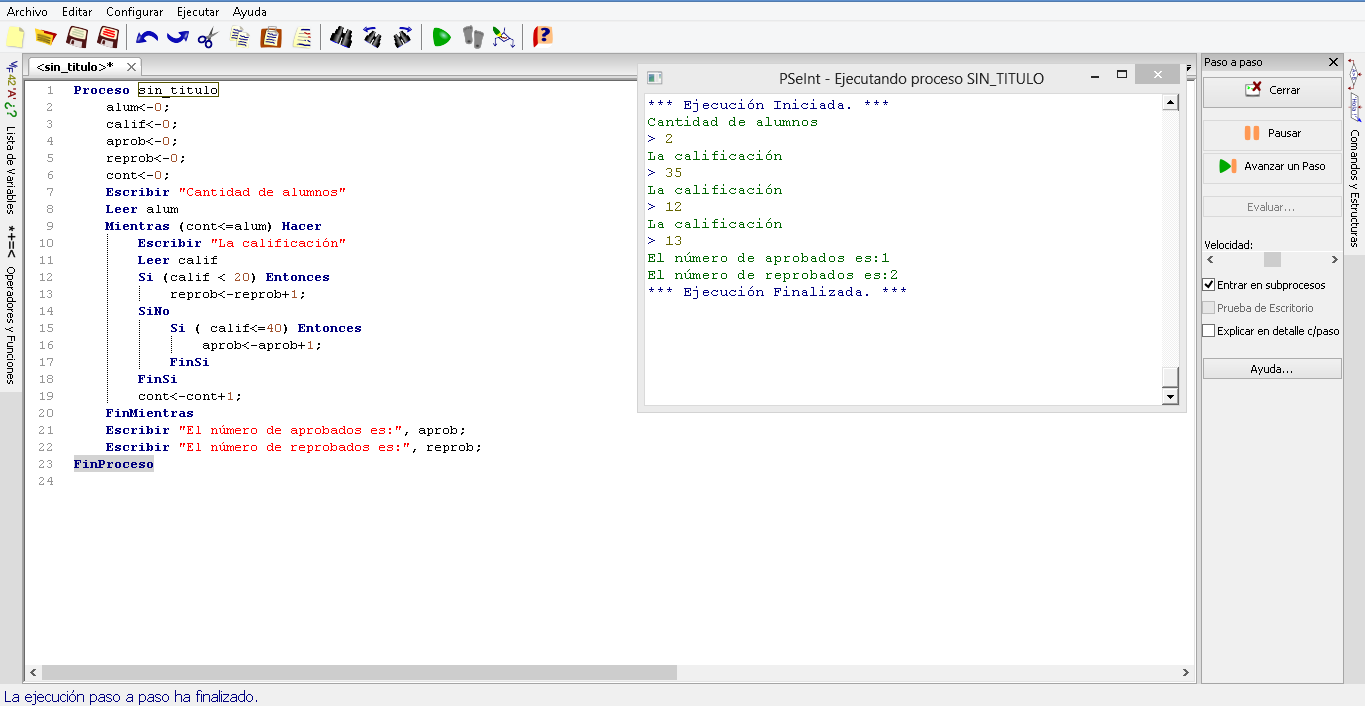 Archivo Editar Configurar Ejecutar Ayuda
<sin_titulo>*
1 Proceso sin_titulo
2 alum<-0;
3 calif<-0;
4 aprob<-0;
5 reprob<-0;
6 cont<-0;
7 Escribir "Cantidad de alumnos"
8 Leer alum
9 Mientras (cont<=alum) Hacer
10 Escribir "La calificación"
11 Leer calif
12 Si (calif < 20) Entonces
13 reprob<-reprob+1;
14 SiNo
15 Si ( calif<=40) Entonces
16 aprob<-aprob+1;
17 FinSi
18 FinSi
19 cont<-cont+1;
20 FinMientras
21 Escribir "El número de aprobados es:", aprob;
22 Escribir "El número de reprobados es:", reprob;
23 FinProceso
24
PSeInt - Ejecutando proceso SIN_TITULO
*** Ejecución Iniciada. ***
Cantidad de alumnos
> 2
La calificación
> 35
La calificación
> 12
La calificación
> 13
El número de aprobados es:1
El número de reprobados es:2
*** Ejecución Finalizada. ***
Paso a paso
Cerrar
Pausar
Avanzar un Paso
Evaluar...
Velocidad:
Entrar en subprocesos
Prueba de Escritorio
Explicar en detalle c/paso
Ayuda...
Lista de Variables
*+=< Operadores y Funciones
Comandos y Estructuras
La ejecución paso a paso ha finalizado.